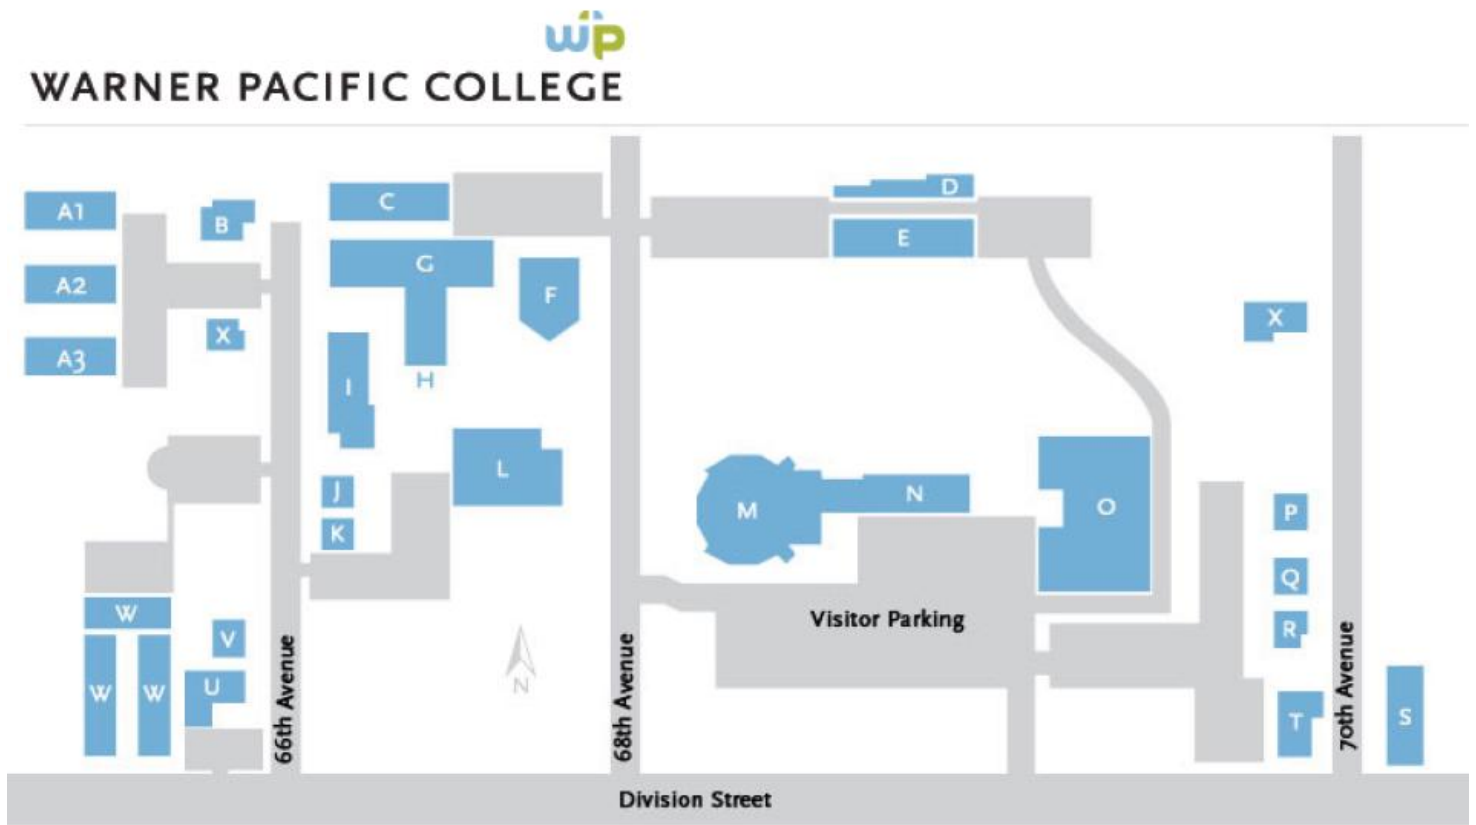 wp
WARNER PACIFIC COLLEGE
A1
B
C
D
E
G
F
A2
X
X
A3
I
H
L
J
M
N
O
P
K
Q
Visitor Parking
W
V
R
N
W
W
U
66th Avenue
68th Avenue
70th Avenue
T
S
Division Street